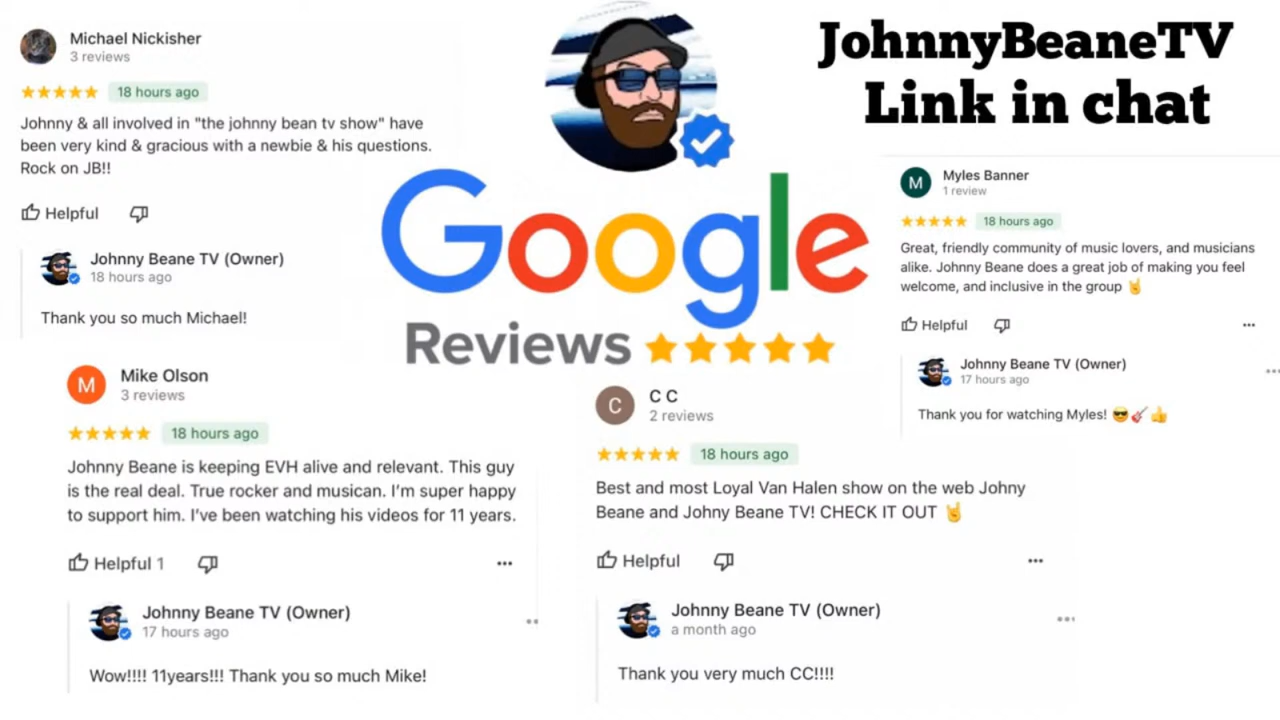 Michael Nickisher
3 reviews
18 hours ago
Johnny & all involved in "the johnny bean tv show" have
been very kind & gracious with a newbie & his questions.
Rock on JB!!
Helpful
Johnny Beane TV (Owner)
18 hours ago
Thank you so much Michael!
JohnnyBeaneTV
Link in chat
Google
Reviews
Myles Banner
M
1 review
18 hours ago
Great, friendly community of music lovers, and musicians
alike. Johnny Beane does a great job of making you feel
welcome, and inclusive in the group 🤘
Helpful
Johnny Beane TV (Owner)
17 hours ago
Thank you for watching Myles! 😎🎸👍
Mike Olson
M
3 reviews
18 hours ago
Johnny Beane is keeping EVH alive and relevant. This guy
is the real deal. True rocker and musican. I'm super happy
to support him. I've been watching his videos for 11 years.
Helpful 1
Johnny Beane TV (Owner)
17 hours ago
Wow!!!! 11years!!! Thank you so much Mike!
C C
C
2 reviews
18 hours ago
Best and most Loyal Van Halen show on the web Johny
Beane and Johny Beane TV! CHECK IT OUT 🤘
Helpful
Johnny Beane TV (Owner)
a month ago
Thank you very much CC!!!!